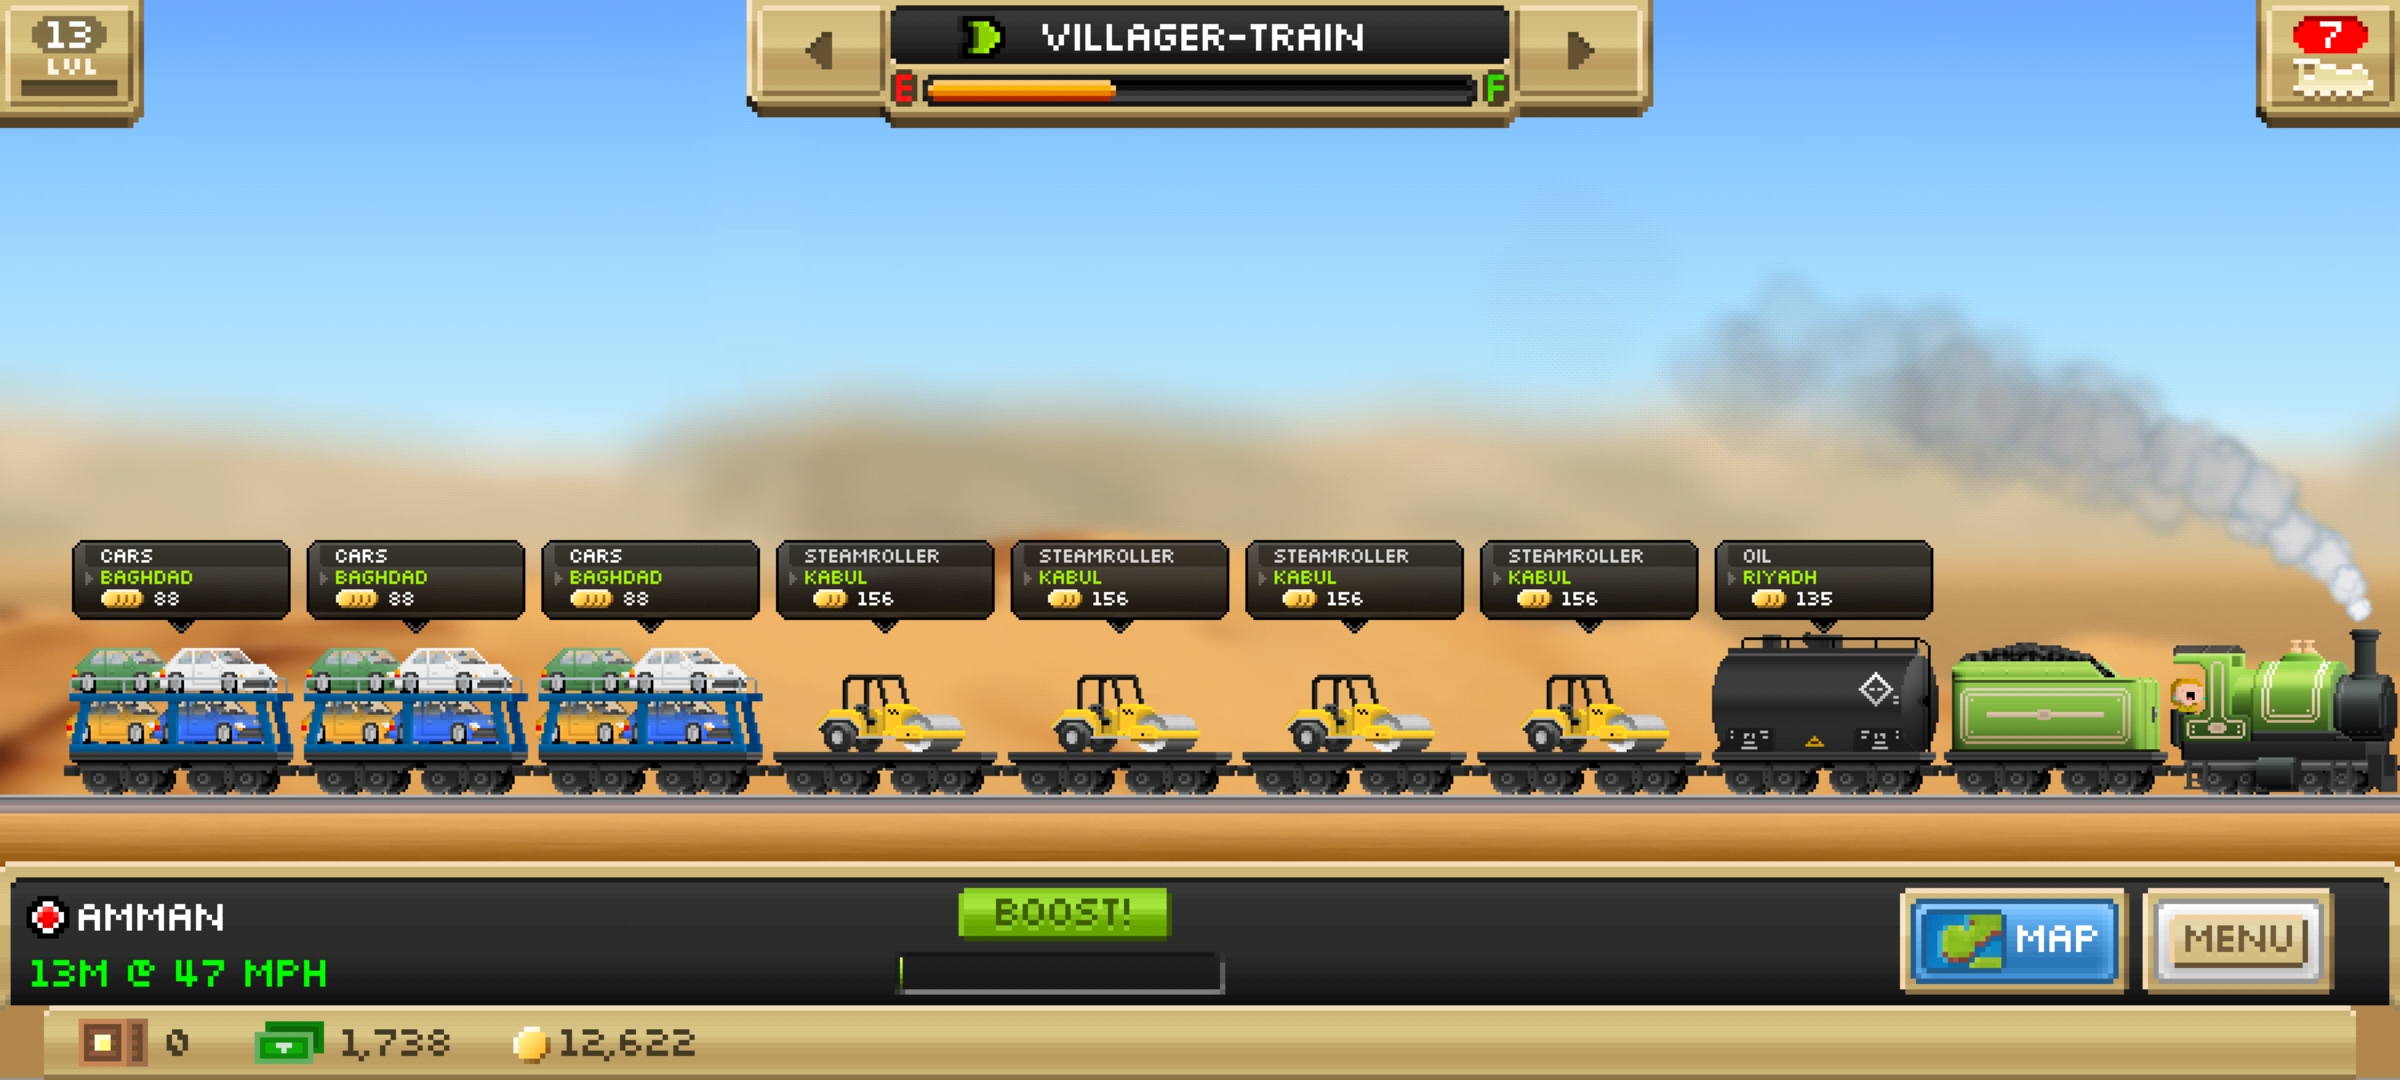 13
LVL
VILLAGER-TRAIN
E F
7
CARS
BAGHDAD
88
CARS
BAGHDAD
88
CARS
BAGHDAD
88
STEAMROLLER
KABUL
156
STEAMROLLER
KABUL
156
STEAMROLLER
KABUL
156
STEAMROLLER
KABUL
156
OIL
RIYADH
135
AMMAN
13M @ 47 MPH
BOOST!
MAP
MENU
0
1,738
12,622